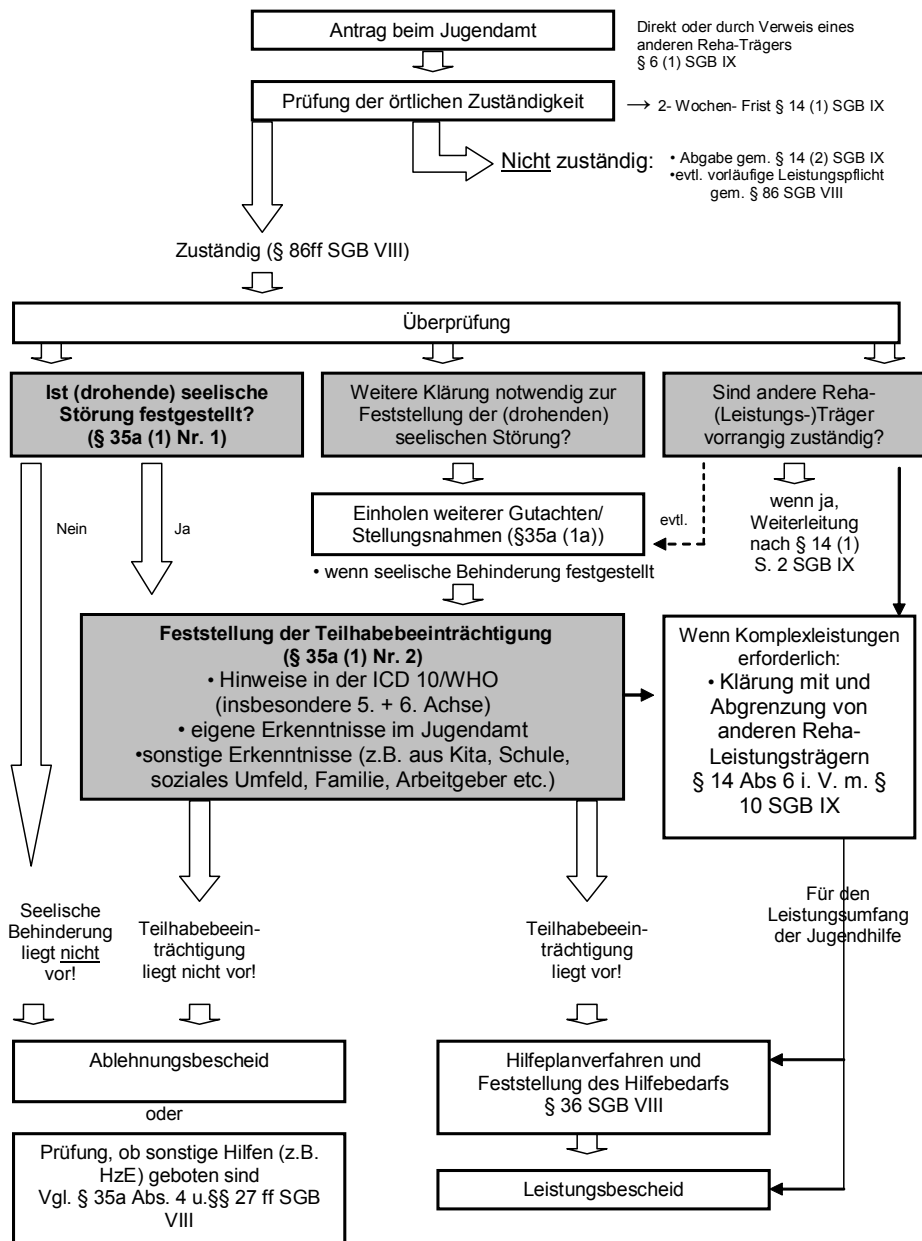 Antrag beim Jugendamt
Direkt oder durch Verweis eines
anderen Reha-Trägers
§ 6 (1) SGB IX
Prüfung der örtlichen Zuständigkeit
→ 2- Wochen- Frist § 14 (1) SGB IX
Nicht zuständig:
• Abgabe gem. § 14 (2) SGB IX
•evtl. vorläufige Leistungspflicht
gem. § 86 SGB VIII
Zuständig (§ 86ff SGB VIII)
Überprüfung
Ist (drohende) seelische
Störung festgestellt?
(§ 35a (1) Nr. 1)
Weitere Klärung notwendig zur
Feststellung der (drohenden)
seelischen Störung?
Sind andere Reha-
(Leistungs-)Träger
vorrangig zuständig?
Nein
Ja
Einholen weiterer Gutachten/
Stellungsnahmen (§35a (1a))
evtl.
wenn ja,
Weiterleitung
nach § 14 (1)
S. 2 SGB IX
• wenn seelische Behinderung festgestellt
Feststellung der Teilhabebeeinträchtigung
(§ 35a (1) Nr. 2)
• Hinweise in der ICD 10/WHO
(insbesondere 5. + 6. Achse)
• eigene Erkenntnisse im Jugendamt
•sonstige Erkenntnisse (z.B. aus Kita, Schule,
soziales Umfeld, Familie, Arbeitgeber etc.)
Wenn Komplexleistungen
erforderlich:
• Klärung mit und
Abgrenzung von
anderen Reha-
Leistungsträgern
§ 14 Abs 6 i. V. m. §
10 SGB IX
Seelische
Behinderung
liegt nicht
vor!
Teilhabebeein-
trächtigung
liegt nicht vor!
Teilhabebeein-
trächtigung
liegt vor!
Für den
Leistungsumfang
der Jugendhilfe
Ablehnungsbescheid
oder
Prüfung, ob sonstige Hilfen (z.B.
HzE) geboten sind
Vgl. § 35a Abs. 4 u.§§ 27 ff SGB
VIII
Hilfeplanverfahren und
Feststellung des Hilfebedarfs
§ 36 SGB VIII
Leistungsbescheid